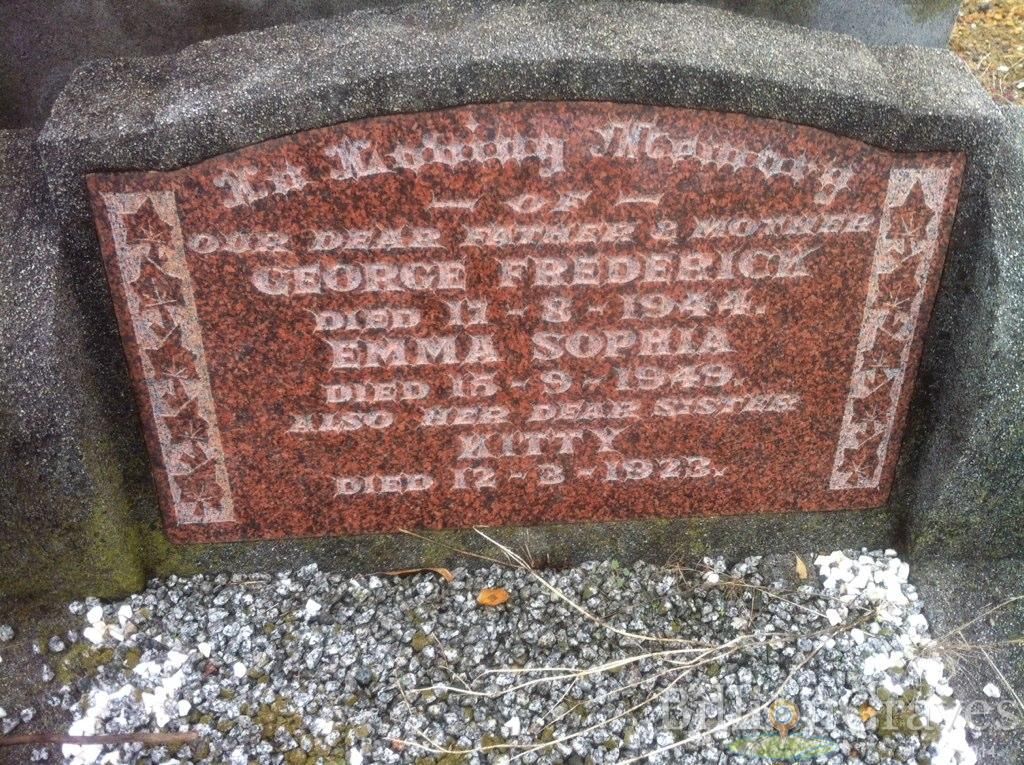 In Loving Memory
— OF —
OUR DEAR FATHER & MOTHER
GEORGE FREDERICK
DIED 11-8-1944.
EMMA SOPHIA
DIED 15-9-1949.
ALSO HER DEAR SISTER
KITTY
DIED 12-3-1923.
BillionGraves